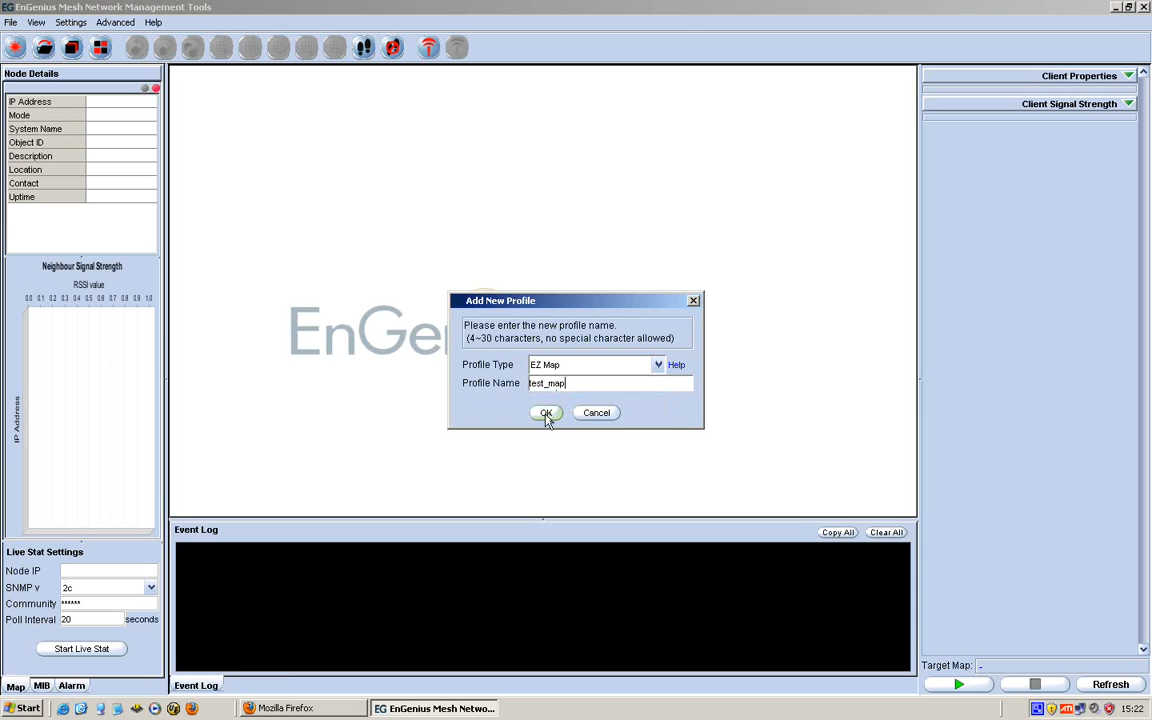 EG EnGenius Mesh Network Management Tools
File View Settings Advanced Help
Node Details
IP Address
Mode
System Name
Object ID
Description
Location
Contact
Uptime
Neighbour Signal Strength
RSSI value
0.0 0.1 0.2 0.3 0.4 0.5 0.6 0.7 0.8 0.9 1.0
IP Address
Live Stat Settings
Node IP
SNMP v 2c
Community ******
Poll Interval 20 seconds
Start Live Stat
Map MIB Alarm
EnGen
Add New Profile
Please enter the new profile name.
(4~30 characters, no special character allowed)
Profile Type EZ Map Help
Profile Name test_map
OK Cancel
Event Log
Copy All Clear All
Event Log
Client Properties
Client Signal Strength
Target Map: -
Refresh
Start Mozilla Firefox EG EnGenius Mesh Netwo... 15:22